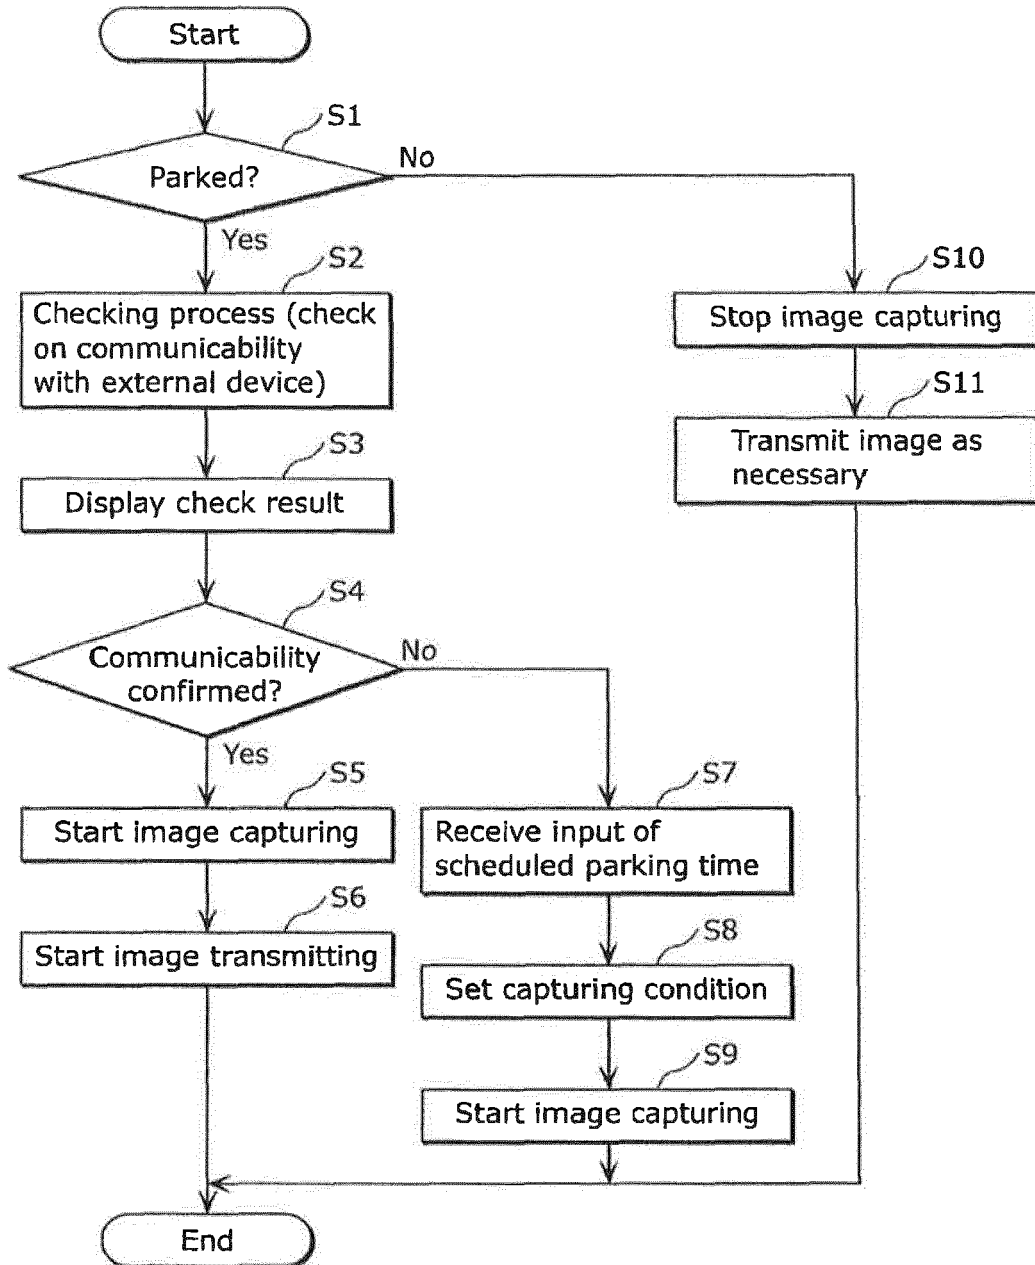 Start
S1
Parked?
No
Yes
S2
Checking process (check
on communicability
with external device)
S10
Stop image capturing
S11
Transmit image as
necessary
S3
Display check result
S4
Communicability
confirmed?
No
Yes
S5
Start image capturing
S6
Start image transmitting
S7
Receive input of
scheduled parking time
S8
Set capturing condition
S9
Start image capturing
End